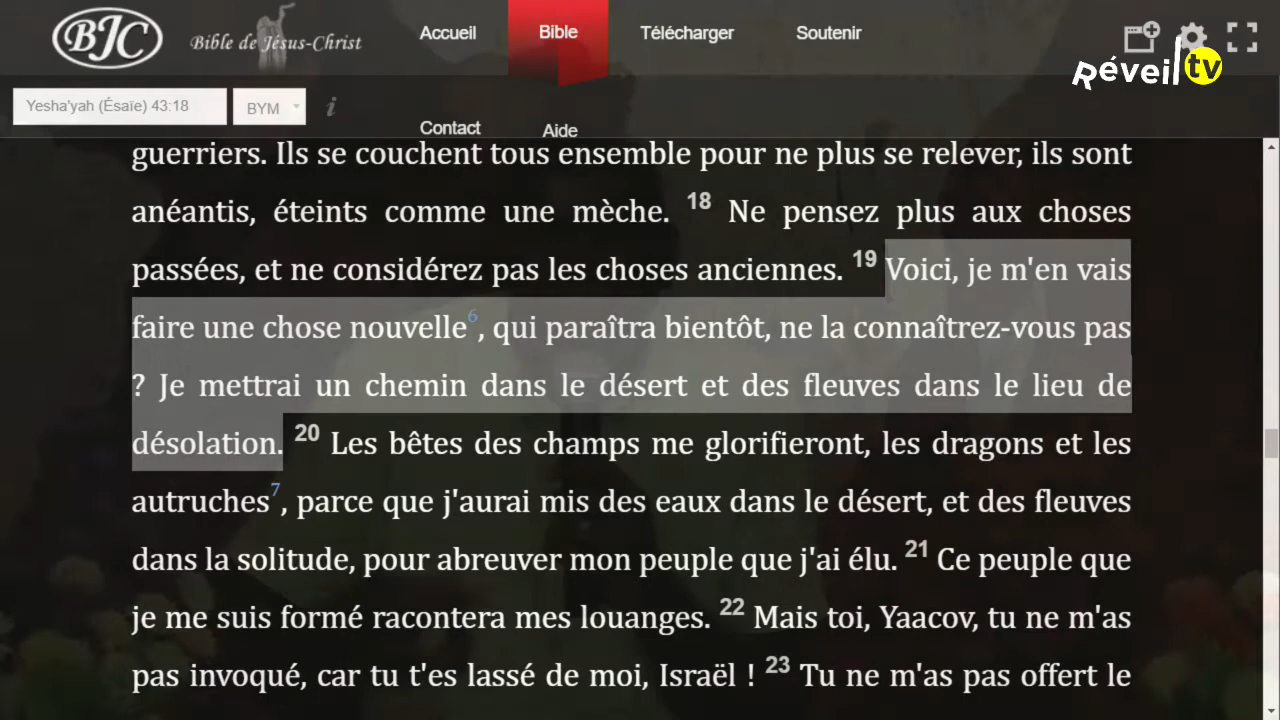 BJC
Bible de Jésus-Christ
Accueil
Bible
Télécharger
Soutenir
Réveil tv
Yesha'yah (Ésaïe) 43:18
BYM
i
Contact
Aide
guerriers. Ils se couchent tous ensemble pour ne plus se relever, ils sont
anéantis, éteints comme une mèche. 18 Ne pensez plus aux choses
passées, et ne considérez pas les choses anciennes. 19 Voici, je m'en vais
faire une chose nouvelle6, qui paraîtra bientôt, ne la connaîtrez-vous pas
? Je mettrai un chemin dans le désert et des fleuves dans le lieu de
désolation. 20 Les bêtes des champs me glorifieront, les dragons et les
autruches7, parce que j'aurai mis des eaux dans le désert, et des fleuves
dans la solitude, pour abreuver mon peuple que j'ai élu. 21 Ce peuple que
je me suis formé racontera mes louanges. 22 Mais toi, Yaacov, tu ne m'as
pas invoqué, car tu t'es lassé de moi, Israël ! 23 Tu ne m'as pas offert le